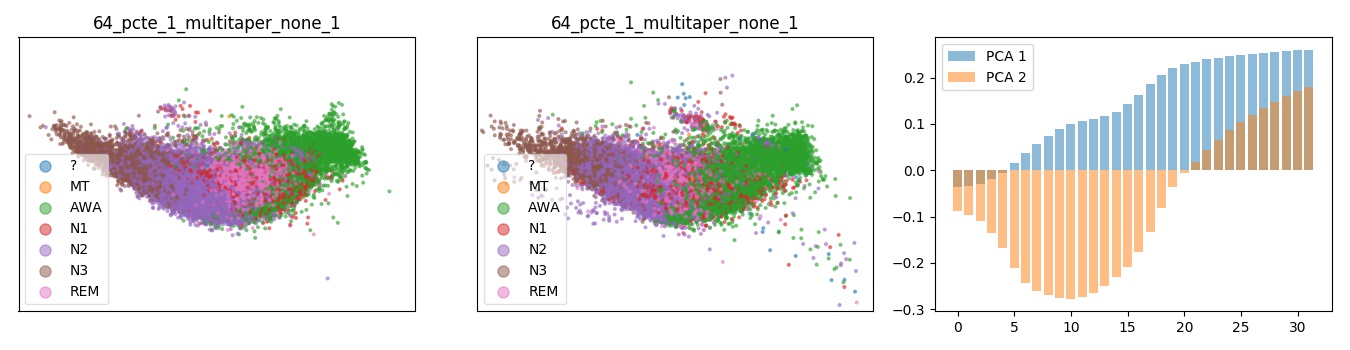 64_pcte_1_multitaper_none_1
?
MT
AWA
N1
N2
N3
REM
64_pcte_1_multitaper_none_1
?
MT
AWA
N1
N2
N3
REM
PCA 1
PCA 2
0.2
0.1
0.0
−0.1
−0.2
−0.3
0 5 10 15 20 25 30